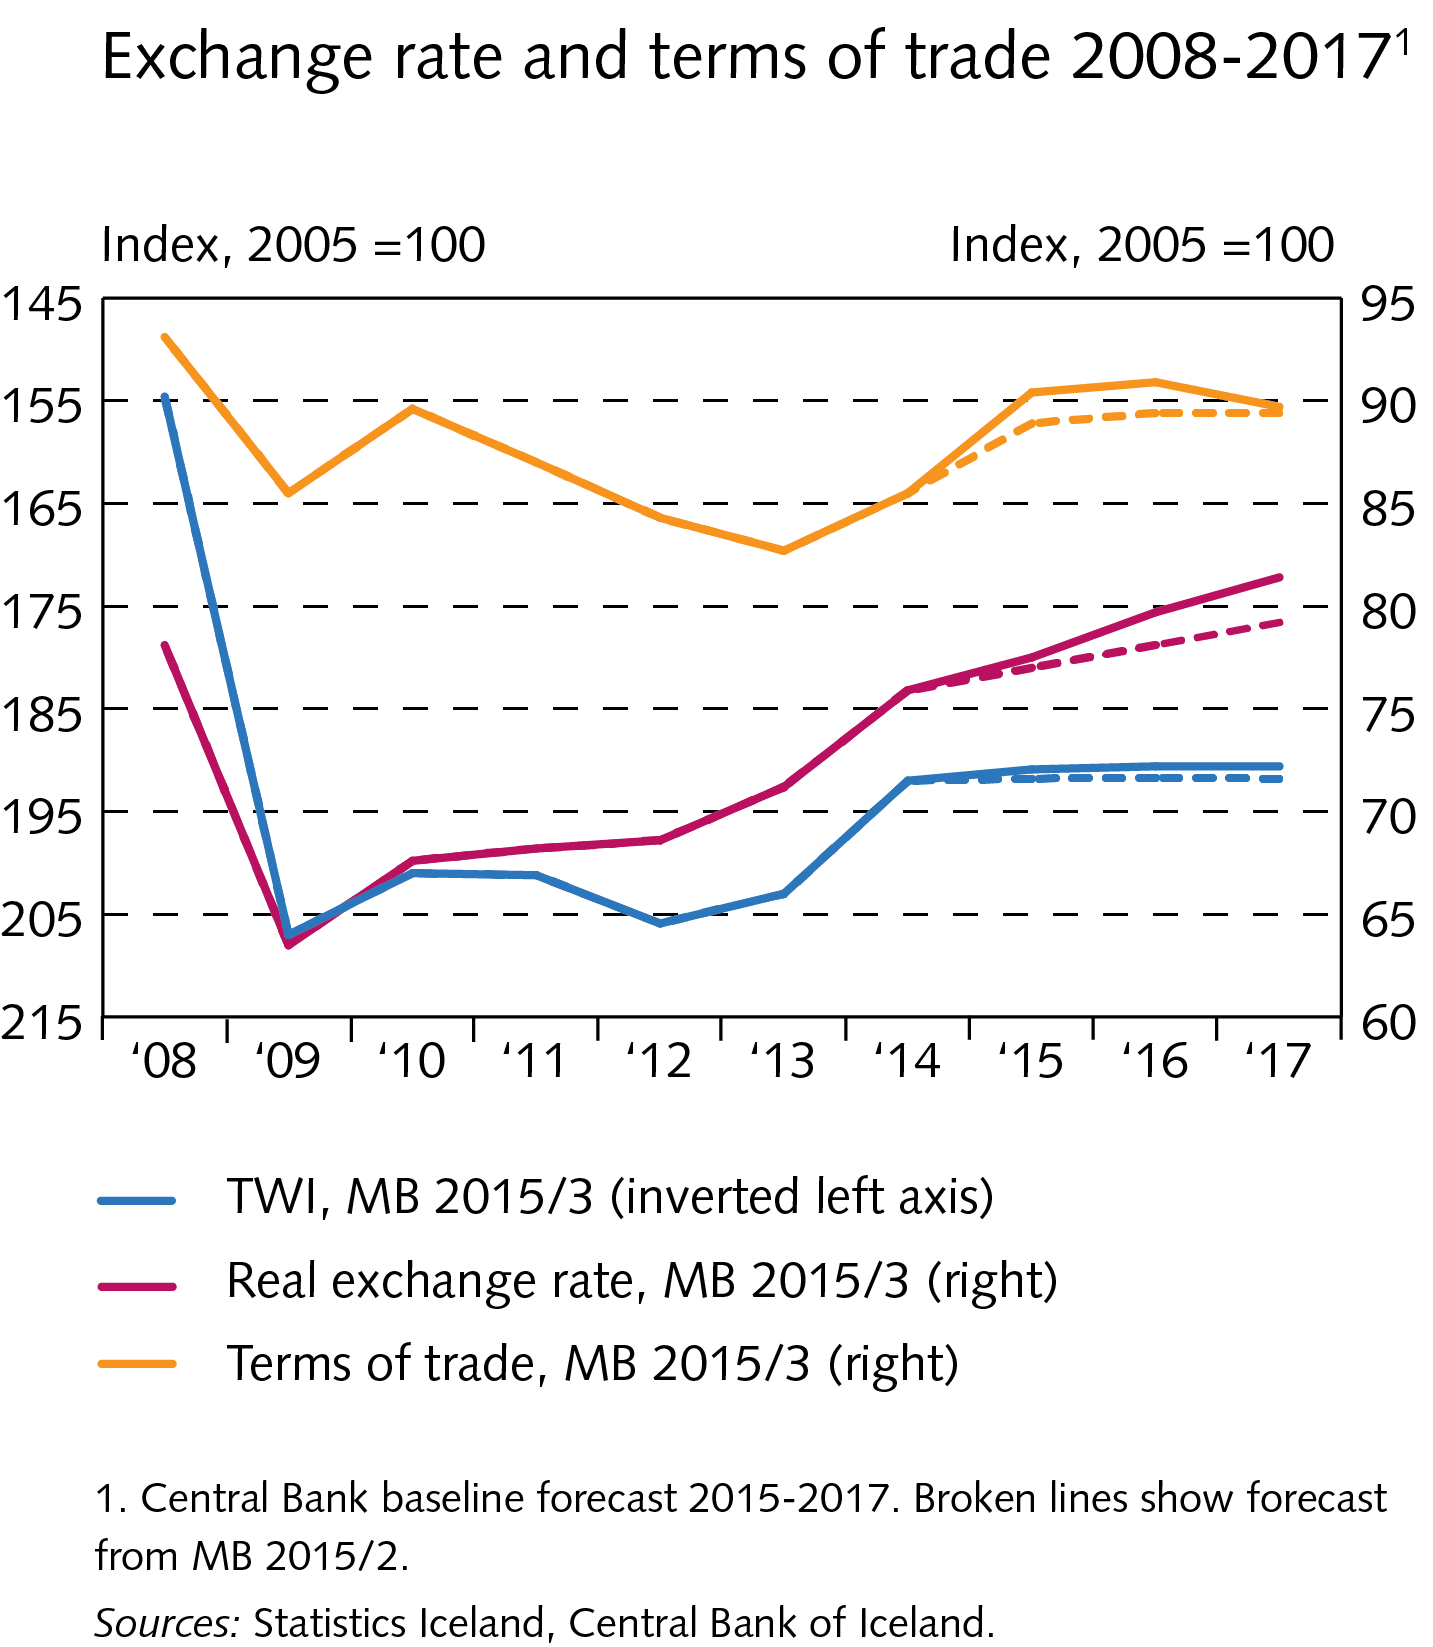 Exchange rate and terms of trade 2008-2017¹
Index, 2005 =100
Index, 2005 =100
145
155
165
175
185
195
205
215
95
90
85
80
75
70
65
60
‘08
‘09
‘10
‘11
‘12
‘13
‘14
‘15
‘16
‘17
TWI, MB 2015/3 (inverted left axis)
Real exchange rate, MB 2015/3 (right)
Terms of trade, MB 2015/3 (right)
1. Central Bank baseline forecast 2015-2017. Broken lines show forecast
from MB 2015/2.
Sources: Statistics Iceland, Central Bank of Iceland.